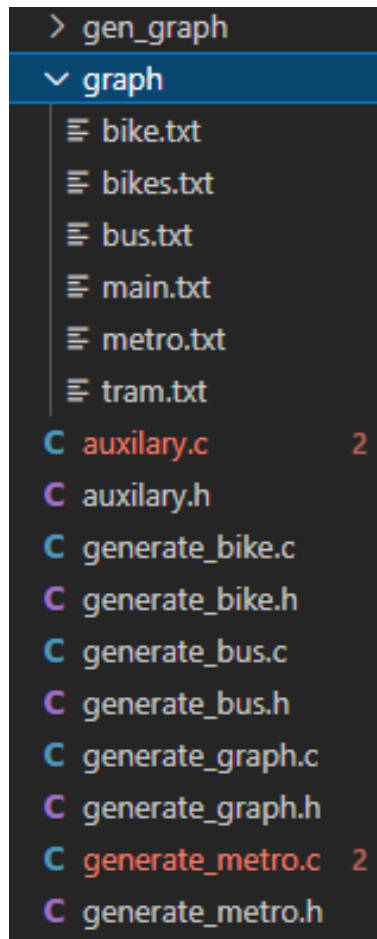 gen_graph
graph
bike.txt
bikes.txt
bus.txt
main.txt
metro.txt
tram.txt
C auxilary.c 2
C auxilary.h
C generate_bike.c
C generate_bike.h
C generate_bus.c
C generate_bus.h
C generate_graph.c
C generate_graph.h
C generate_metro.c 2
C generate_metro.h